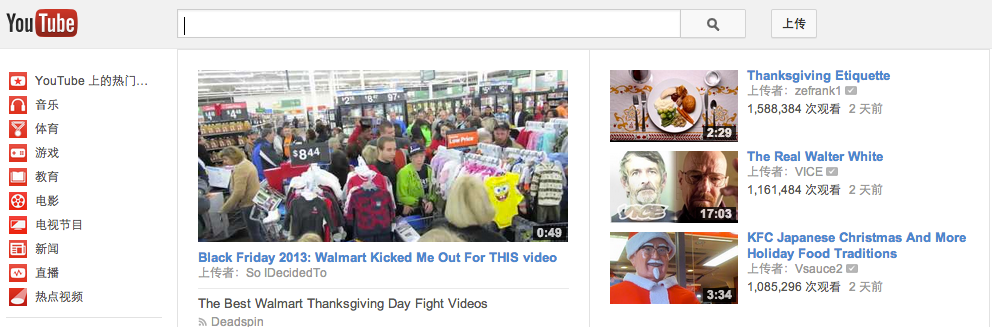 YouTube
上传
YouTube 上的热门…
音乐
体育
游戏
教育
电影
电视节目
新闻
直播
热点视频
$8.44
Low Price
0:49
Black Friday 2013: Walmart Kicked Me Out For THIS video
上传者： So IDecidedTo
The Best Walmart Thanksgiving Day Fight Videos
Deadspin
2:29
Thanksgiving Etiquette
上传者： zefrank1
1,588,384 次观看 2 天前
17:03
The Real Walter White
上传者： VICE
1,161,484 次观看 2 天前
3:34
KFC Japanese Christmas And More
Holiday Food Traditions
上传者： Vsauce2
1,085,296 次观看 2 天前